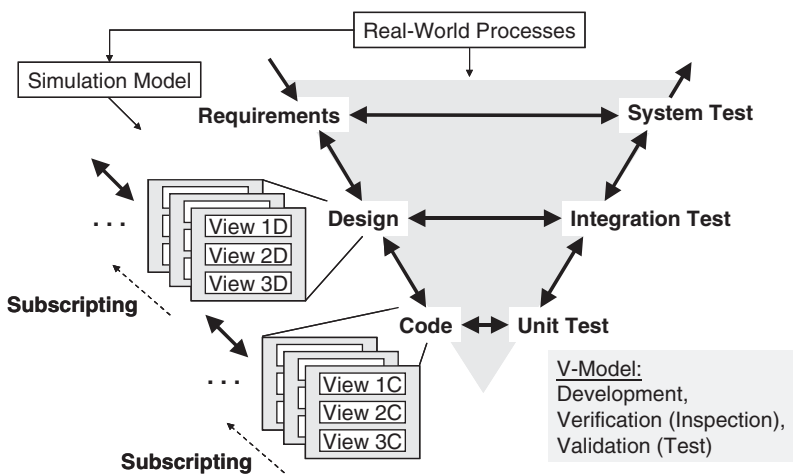 Real-World Processes
Simulation Model
Requirements
System Test
. . .
View 1D
View 2D
View 3D
Design
Integration Test
Subscripting
Code
Unit Test
. . .
View 1C
View 2C
View 3C
Subscripting
V-Model:
Development,
Verification (Inspection),
Validation (Test)